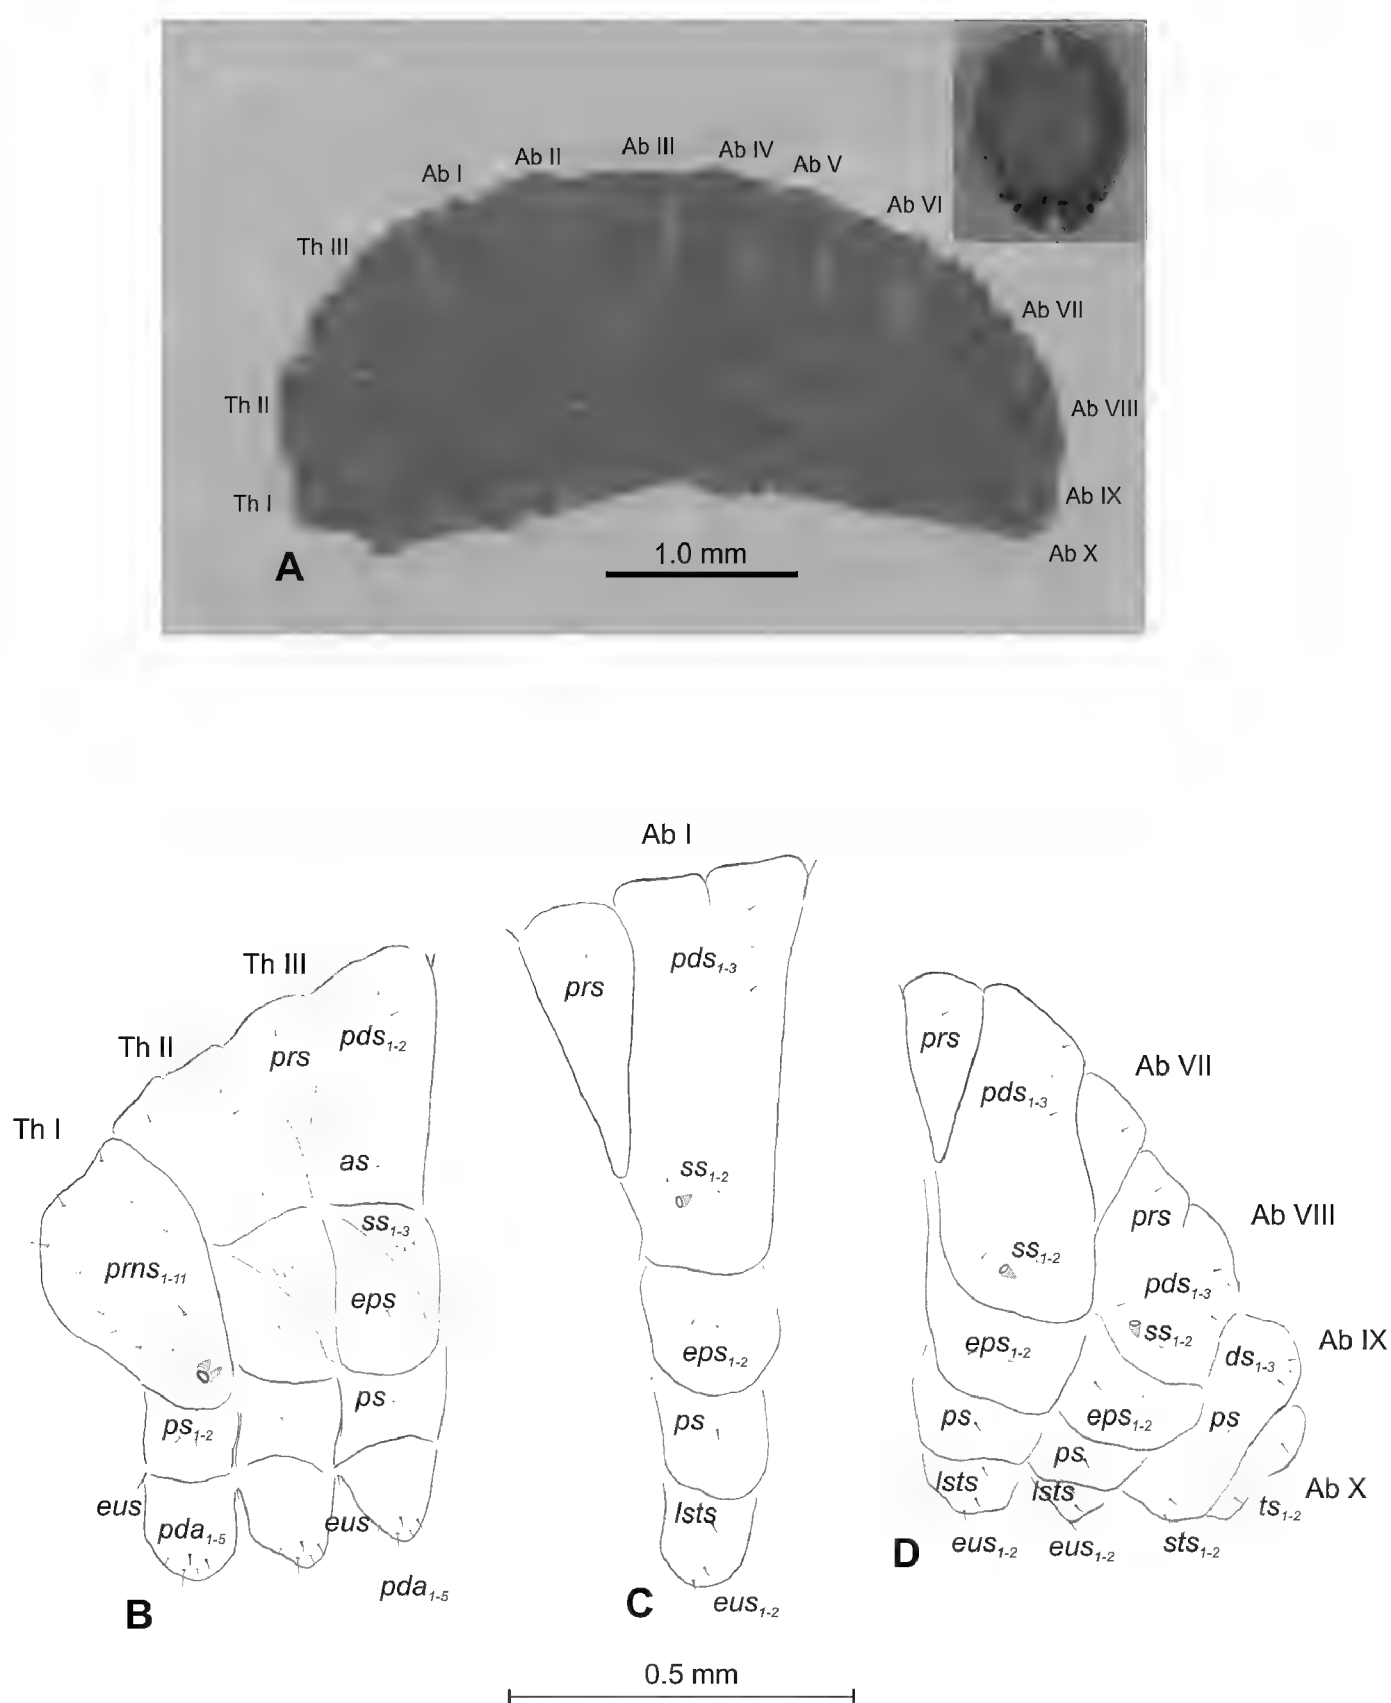 Ab III
Ab IV
Ab II
Ab V
Ab I
Ab VI
Th III
Ab VII
Th II
Ab VIII
Th I
Ab IX
Ab X
1.0 mm
A
Ab I
Th III
pds1-3
prs
Th II
prs
pds1-2
prs
Ab VII
pds1-3
Th I
as
ss1-2
prs
Ab VIII
ss1-3
prns1-11
ss1-2
pds1-3
eps
eps1-2
eps1-2
ss1-2
Ab IX
ds1-3
ps1-2
ps
ps
ps
eps1-2
ps
ps
eus
pda1-5
eus
lsts
lsts
lsts
Ab X
ts1-2
pda1-5
eus1-2
eus1-2
eus1-2
sts1-2
B
C
D
0.5 mm